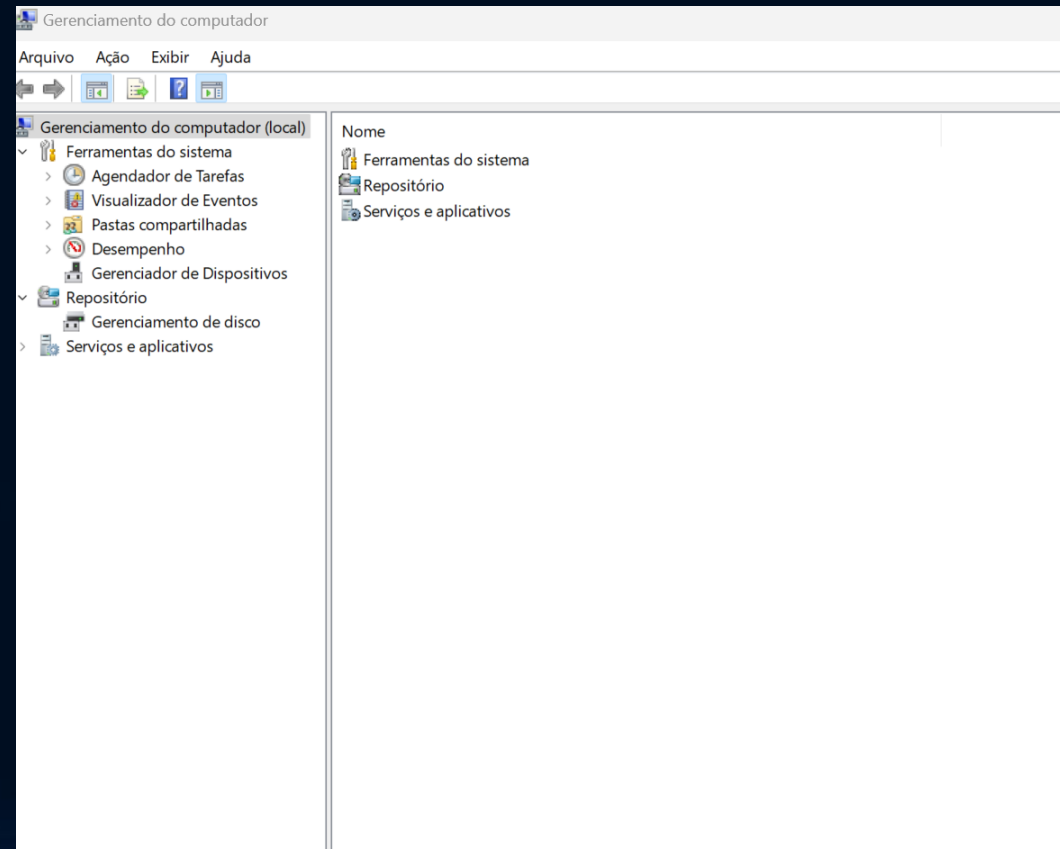 Gerenciamento do computador
Arquivo Ação Exibir Ajuda
Gerenciamento do computador (local)
Ferramentas do sistema
Agendador de Tarefas
Visualizador de Eventos
Pastas compartilhadas
Desempenho
Gerenciador de Dispositivos
Repositório
Gerenciamento de disco
Serviços e aplicativos
Nome
Ferramentas do sistema
Repositório
Serviços e aplicativos